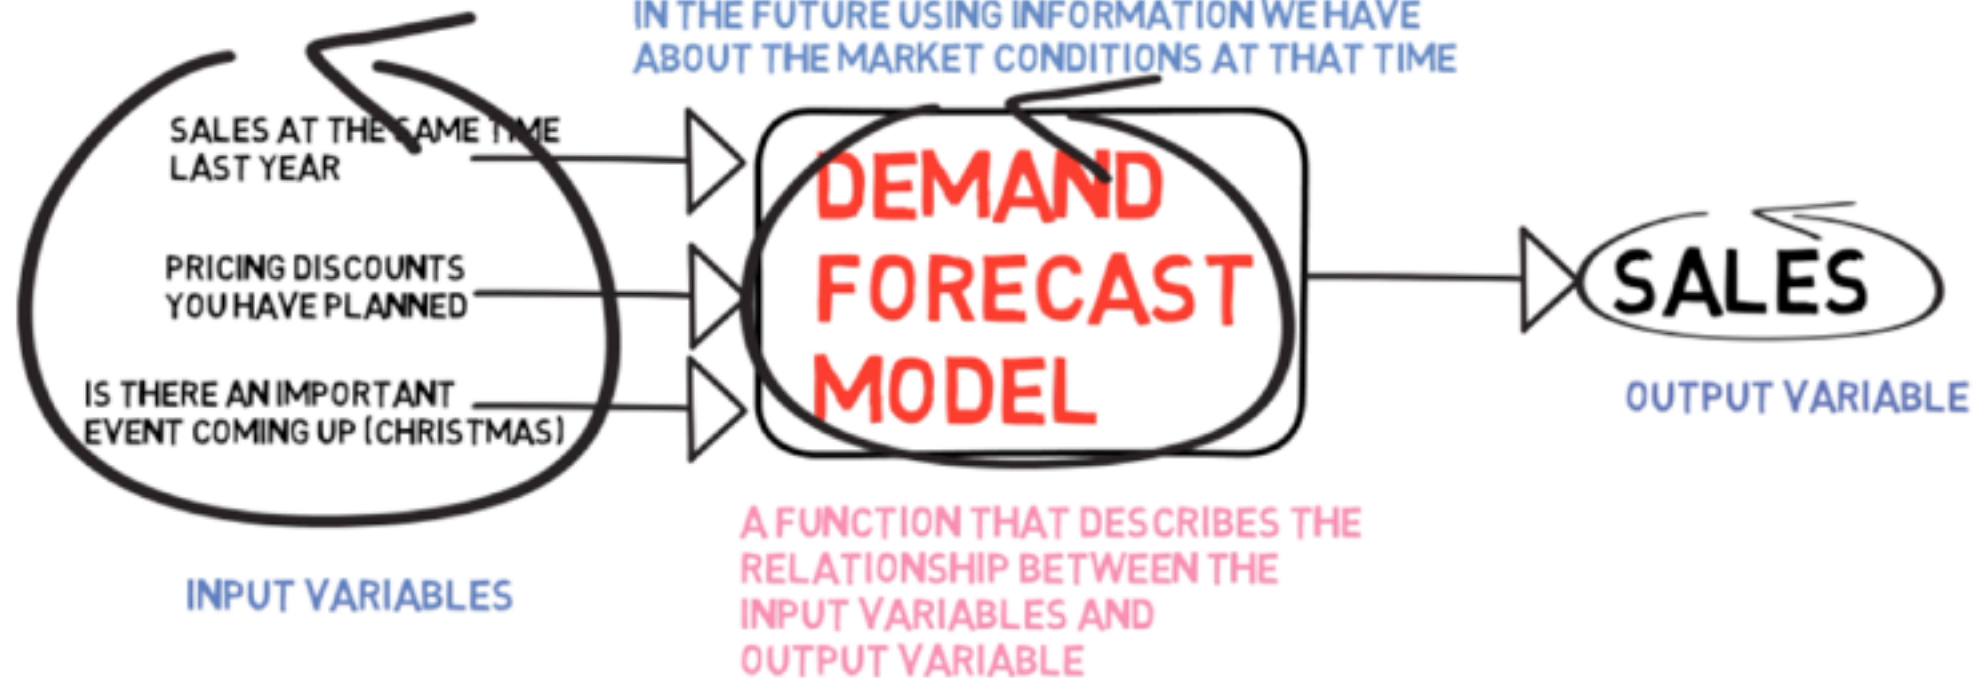 IN THE FUTURE USING INFORMATION WE HAVE
ABOUT THE MARKET CONDITIONS AT THAT TIME
SALES AT THE SAME TIME
LAST YEAR
PRICING DISCOUNTS
YOU HAVE PLANNED
IS THERE AN IMPORTANT
EVENT COMING UP (CHRISTMAS)
INPUT VARIABLES
DEMAND
FORECAST
MODEL
A FUNCTION THAT DESCRIBES THE
RELATIONSHIP BETWEEN THE
INPUT VARIABLES AND
OUTPUT VARIABLE
SALES
OUTPUT VARIABLE